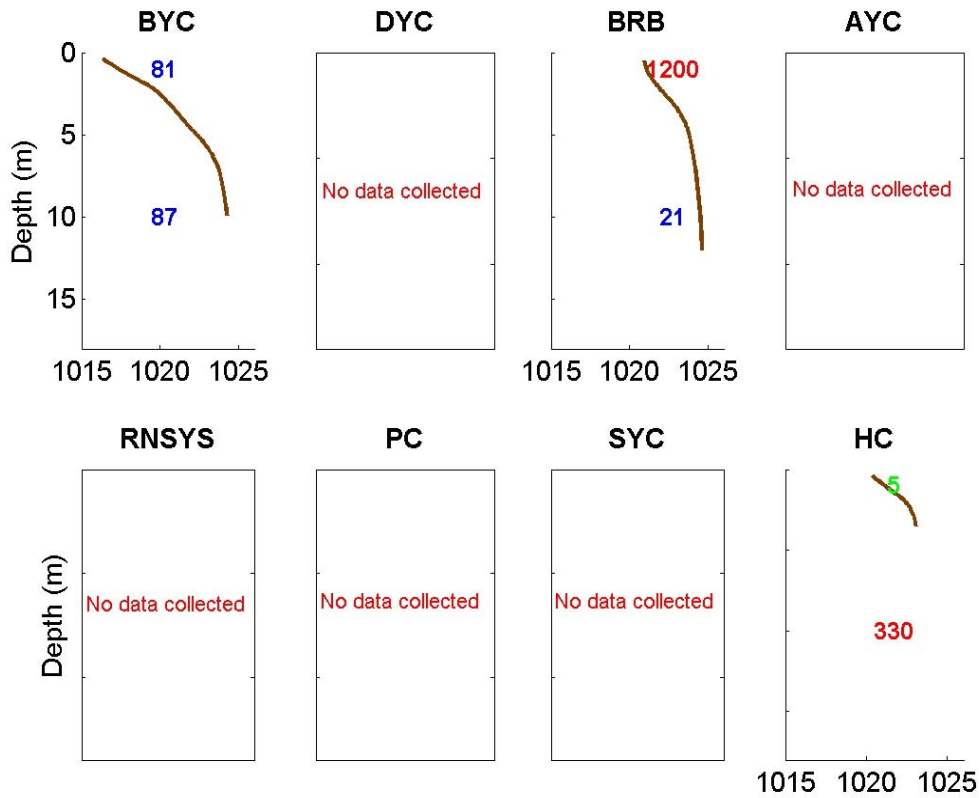 BYC DYC BRB AYC
0 81 1200
5
No data collected No data collected
10 87 21
15
Depth (m)
1015 1020 1025 1015 1020 1025
RNSYS PC SYC HC
5
No data collected No data collected No data collected
330
Depth (m)
1015 1020 1025